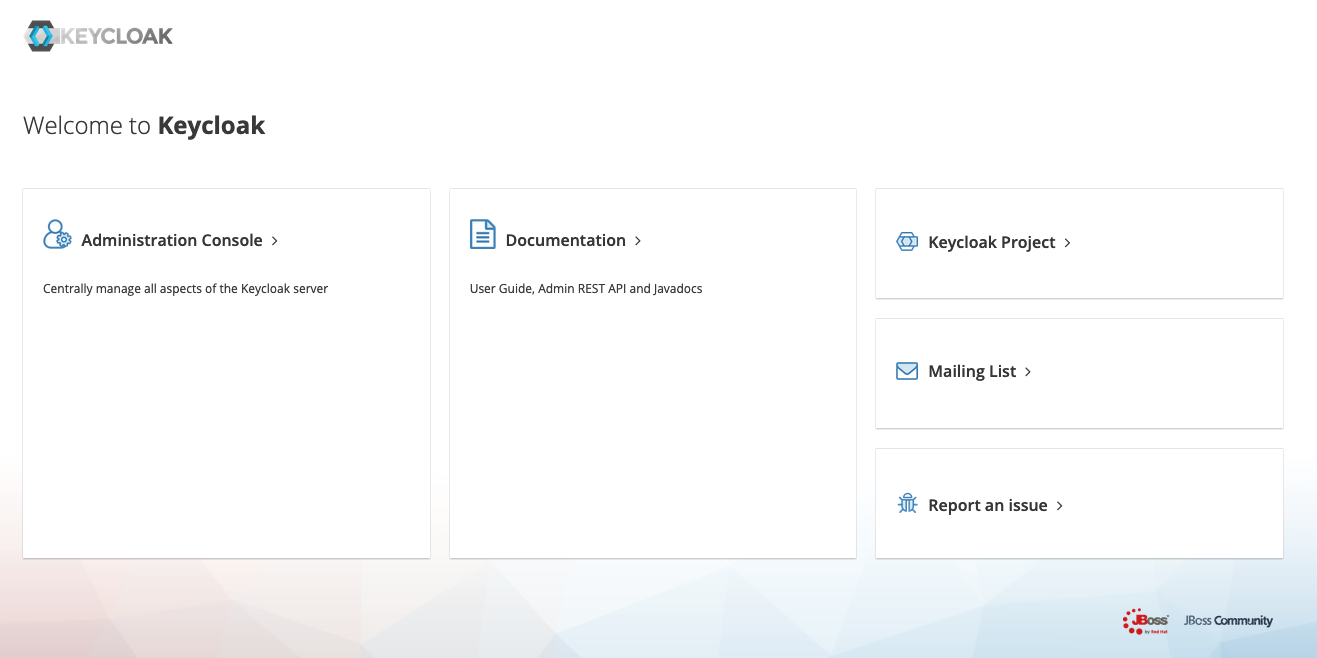 KEYCLOAK
Welcome to Keycloak
Administration Console
Centrally manage all aspects of the Keycloak server
Documentation
User Guide, Admin REST API and Javadocs
Keycloak Project
Mailing List
Report an issue
JBoss
by Red Hat
JBoss Community